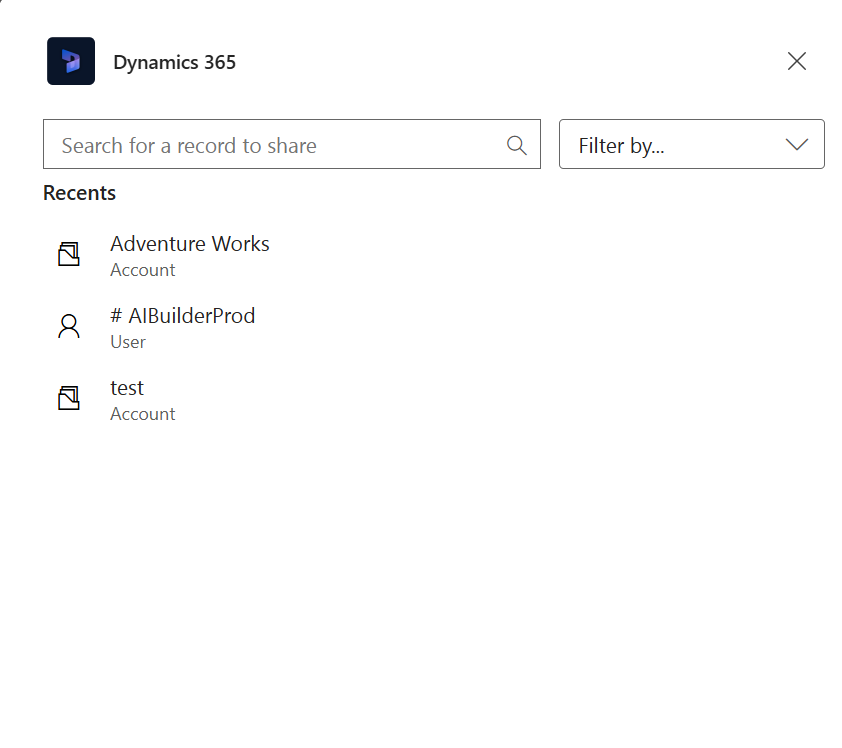 Dynamics 365
Search for a record to share
Filter by...
Recents
Adventure Works
Account
# AIBuilderProd
User
test
Account